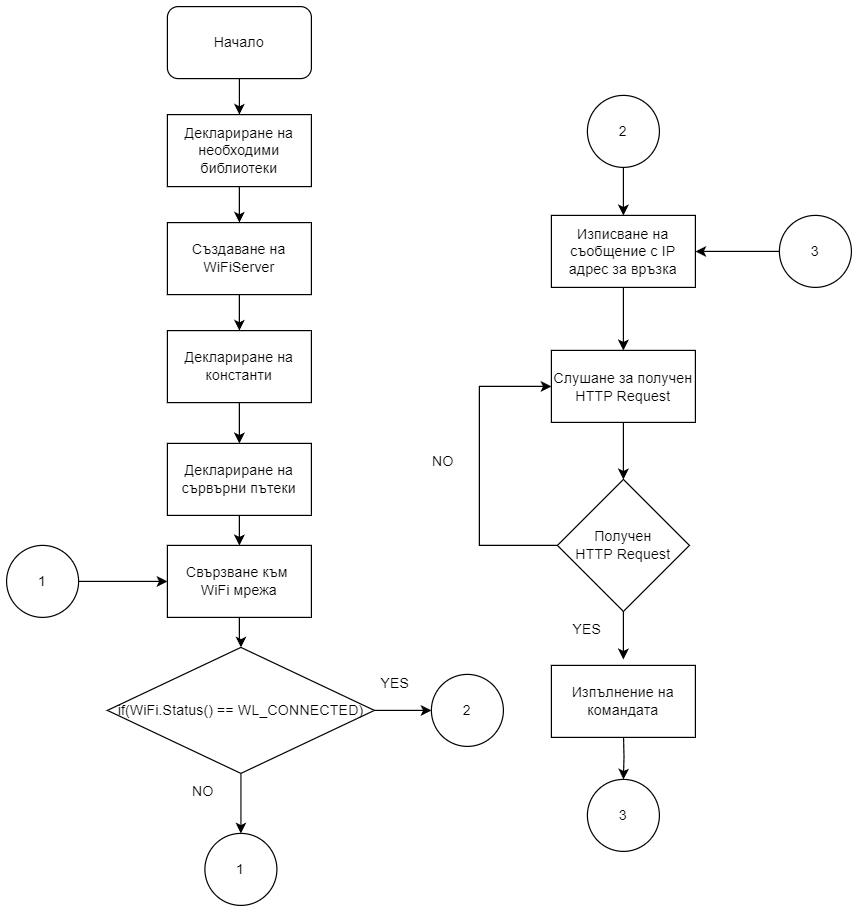 Начало
Деклариране на
необходими
библиотеки
Създаване на
WiFiServer
Деклариране на
константи
Деклариране на
сървърни пътеки
1
Свързване към
WiFi мрежа
if(WiFi.Status() == WL_CONNECTED)
YES
2
NO
1
2
Изписване на
съобщение с IP
адрес за връзка
3
Слушане за получен
HTTP Request
NO
Получен
HTTP Request
YES
Изпълнение на
командата
3